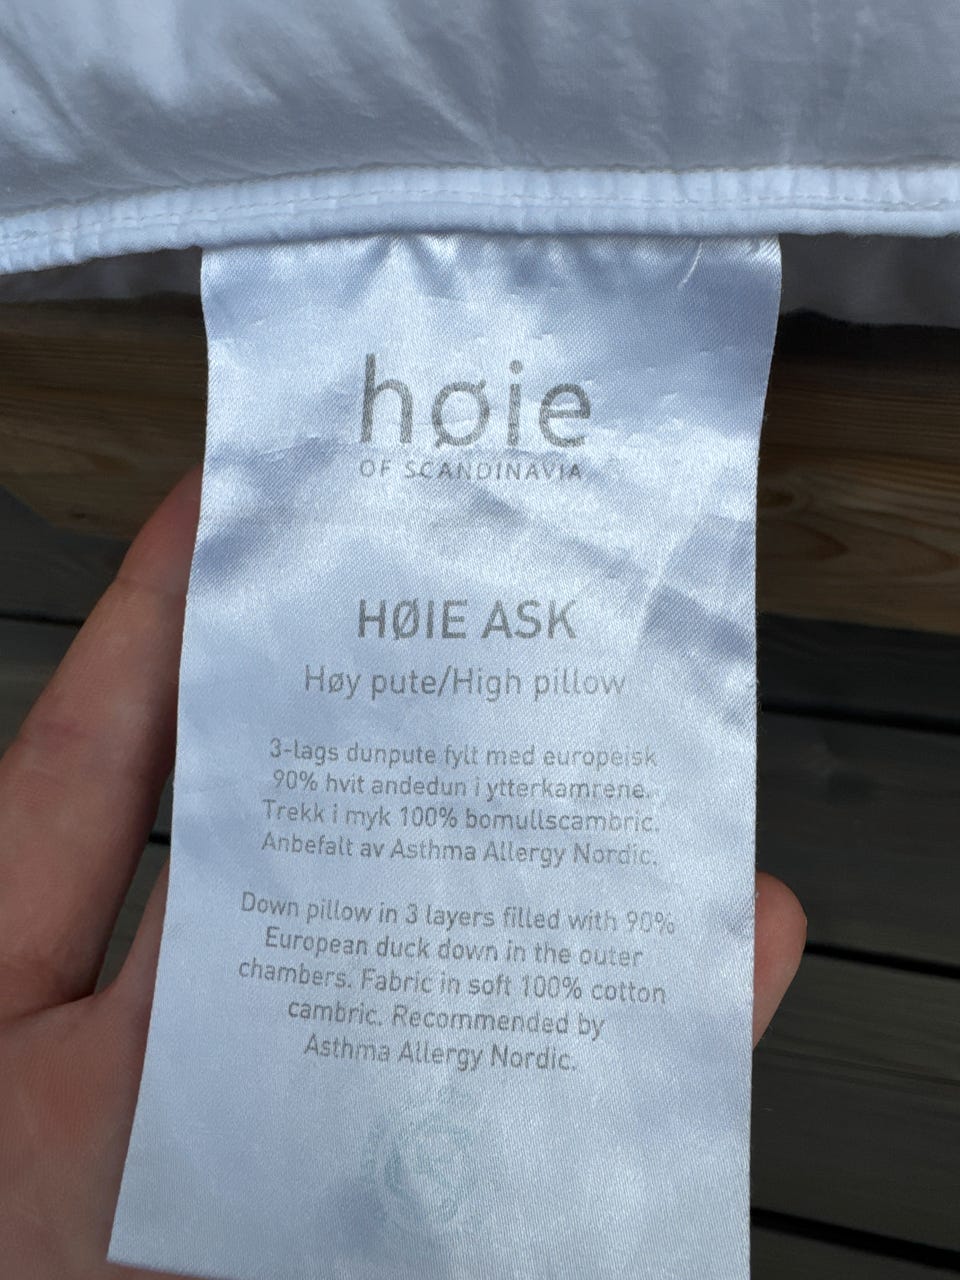 høie
OF SCANDINAVIA
HØIE ASK
Høy pute/High pillow
3-lags dunpute fylt med europeisk
90% hvit andedun i ytterkamrene.
Trekk i myk 100% bomullscambric.
Anbefalt av Asthma Allergy Nordic.
Down pillow in 3 layers filled with 90%
European duck down in the outer
chambers. Fabric in soft 100% cotton
cambric. Recommended by
Asthma Allergy Nordic.